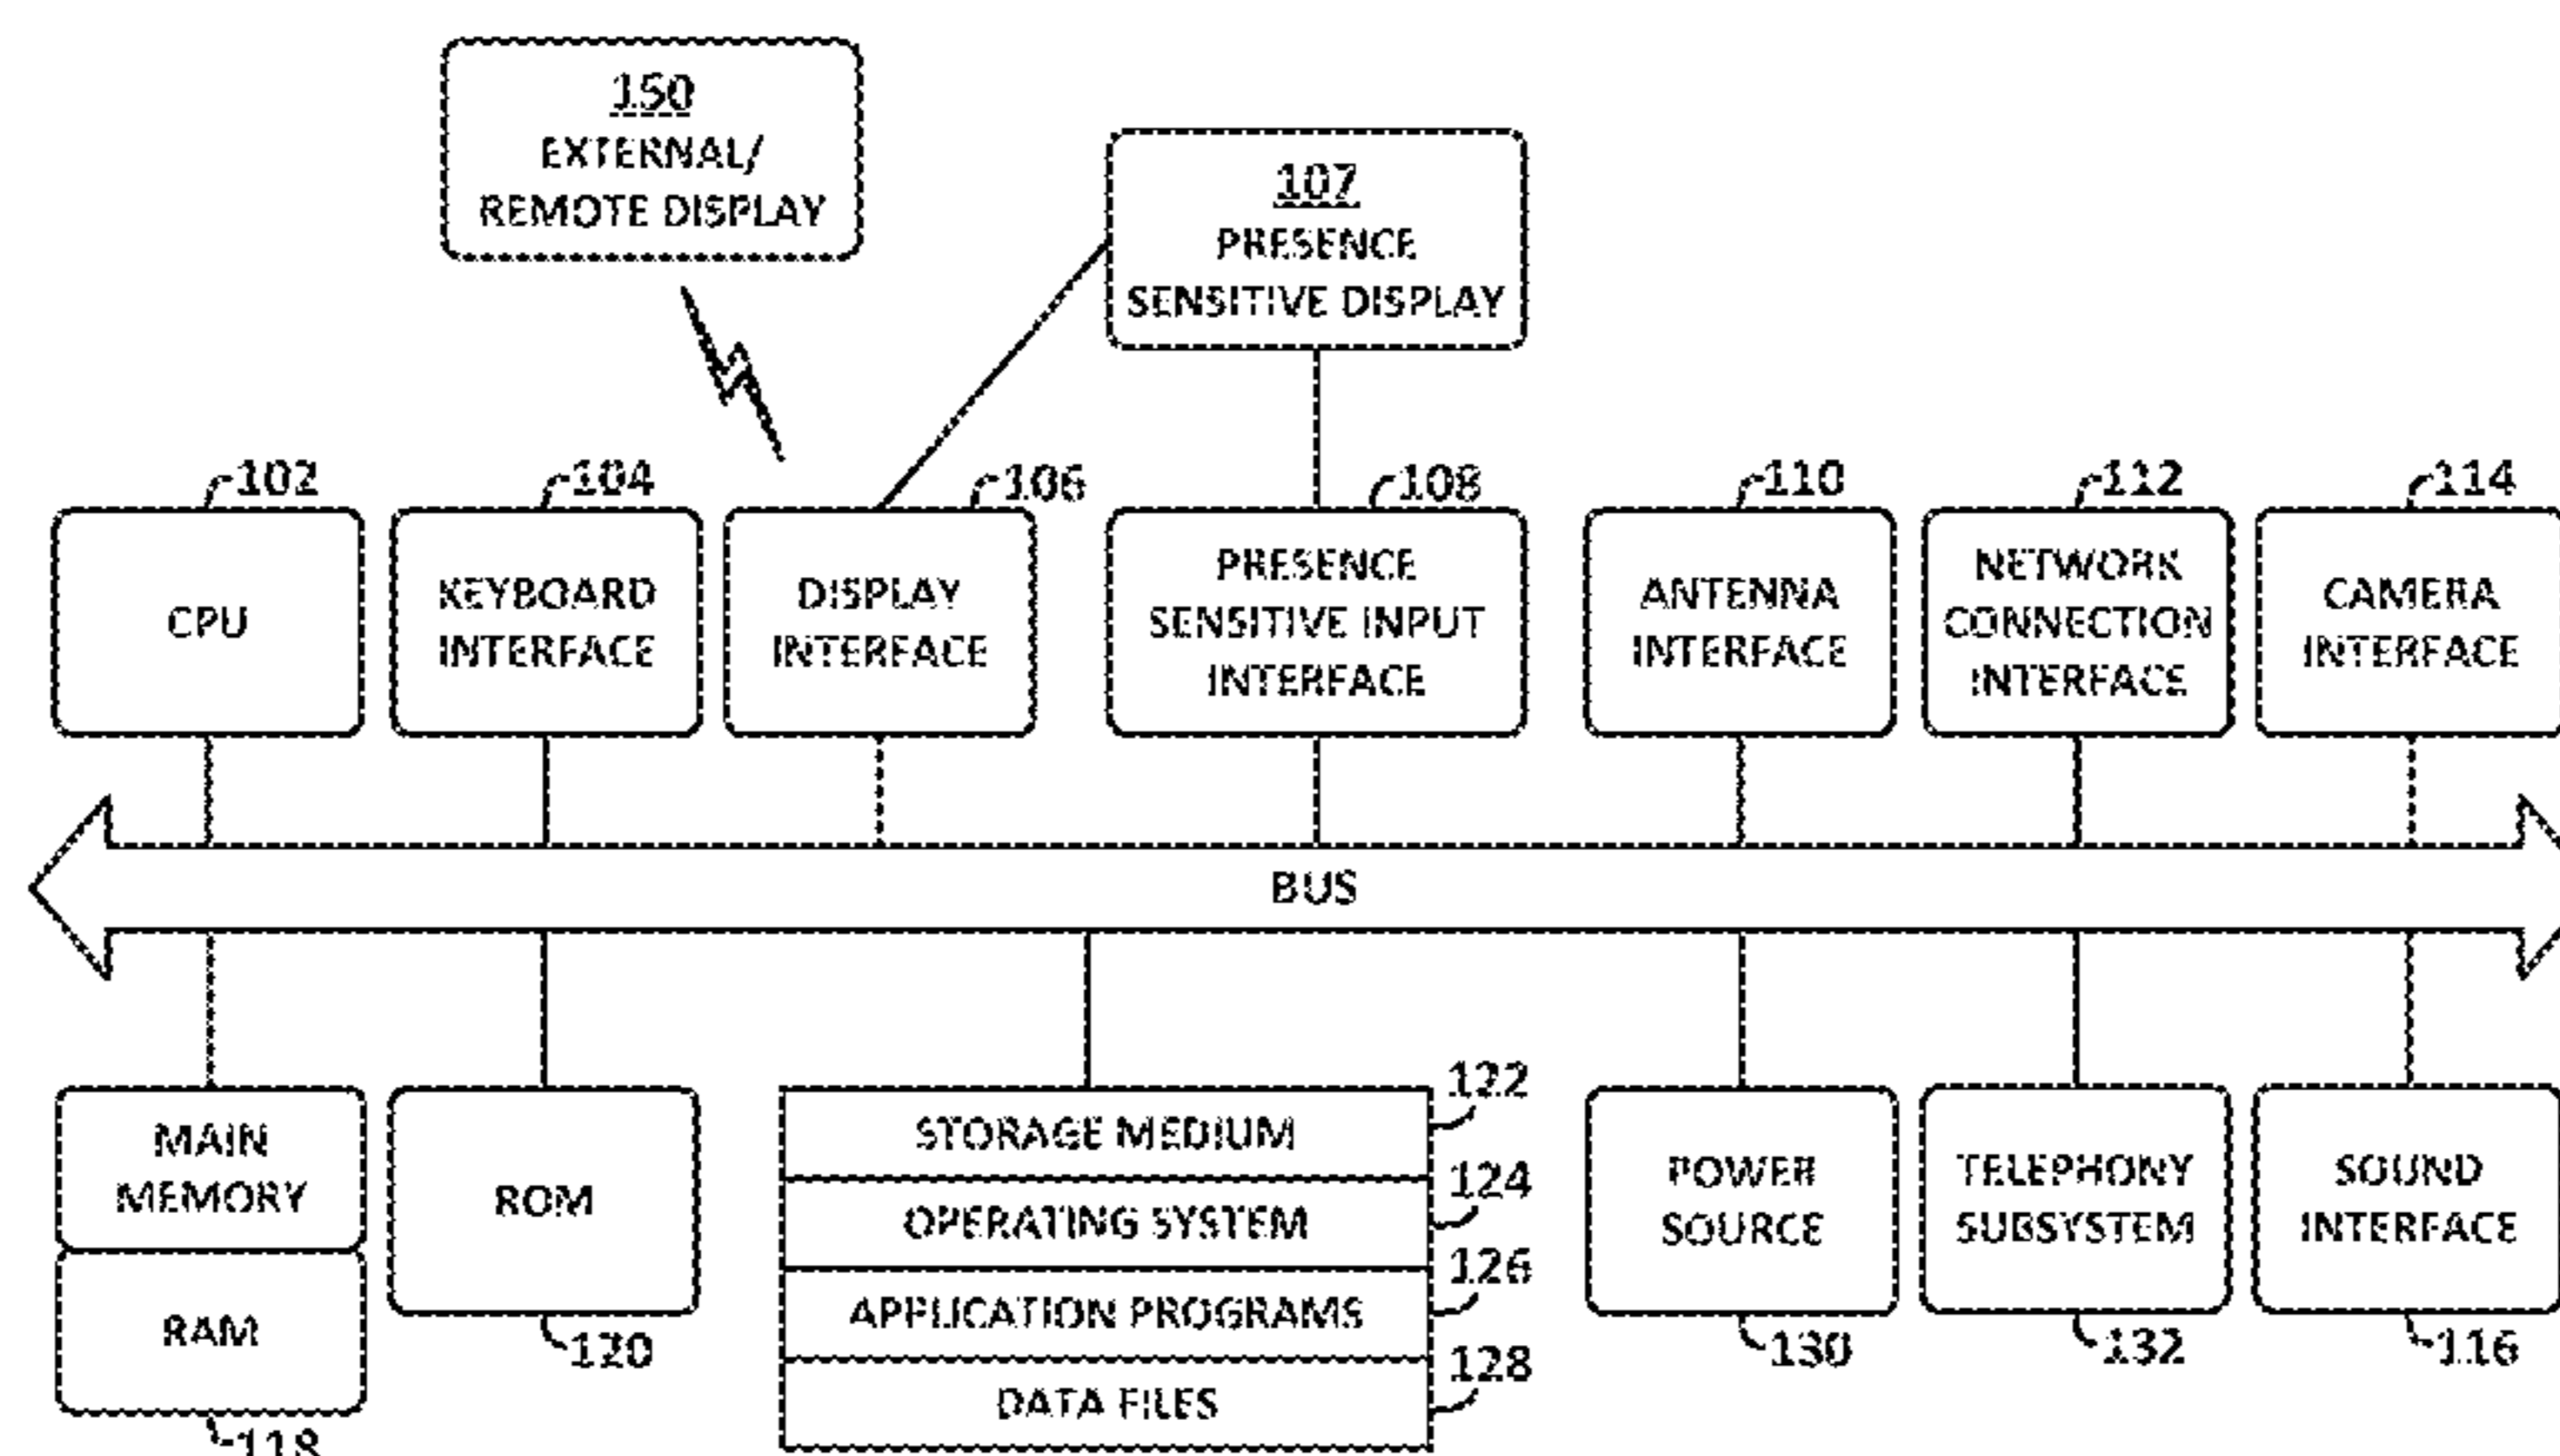 150
EXTERNAL/
REMOTE DISPLAY
107
PRESENCE
SENSITIVE DISPLAY
102
104
106
108
110
112
114
CPU
KEYBOARD
INTERFACE
DISPLAY
INTERFACE
PRESENCE
SENSITIVE INPUT
INTERFACE
ANTENNA
INTERFACE
NETWORK
CONNECTION
INTERFACE
CAMERA
INTERFACE
BUS
MAIN
MEMORY
RAM
118
ROM
120
STORAGE MEDIUM
122
OPERATING SYSTEM
124
APPLICATION PROGRAMS
126
DATA FILES
128
POWER
SOURCE
130
TELEPHONY
SUBSYSTEM
132
SOUND
INTERFACE
116